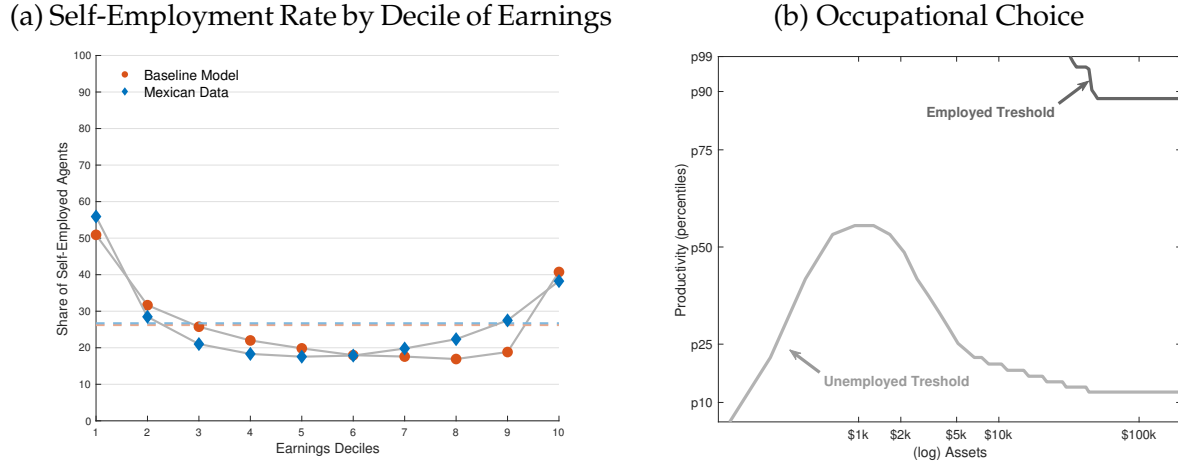 (a) Self-Employment Rate by Decile of Earnings
100
90
80
70
60
50
40
30
20
10
0
Share of Self-Employed Agents
Baseline Model
Mexican Data
1 2 3 4 5 6 7 8 9 10
Earnings Deciles
(b) Occupational Choice
p99
p90
p75
p50
p25
p10
Productivity (percentiles)
Employed Treshold
Unemployed Treshold
$1k $2k $5k $10k $100k
(log) Assets